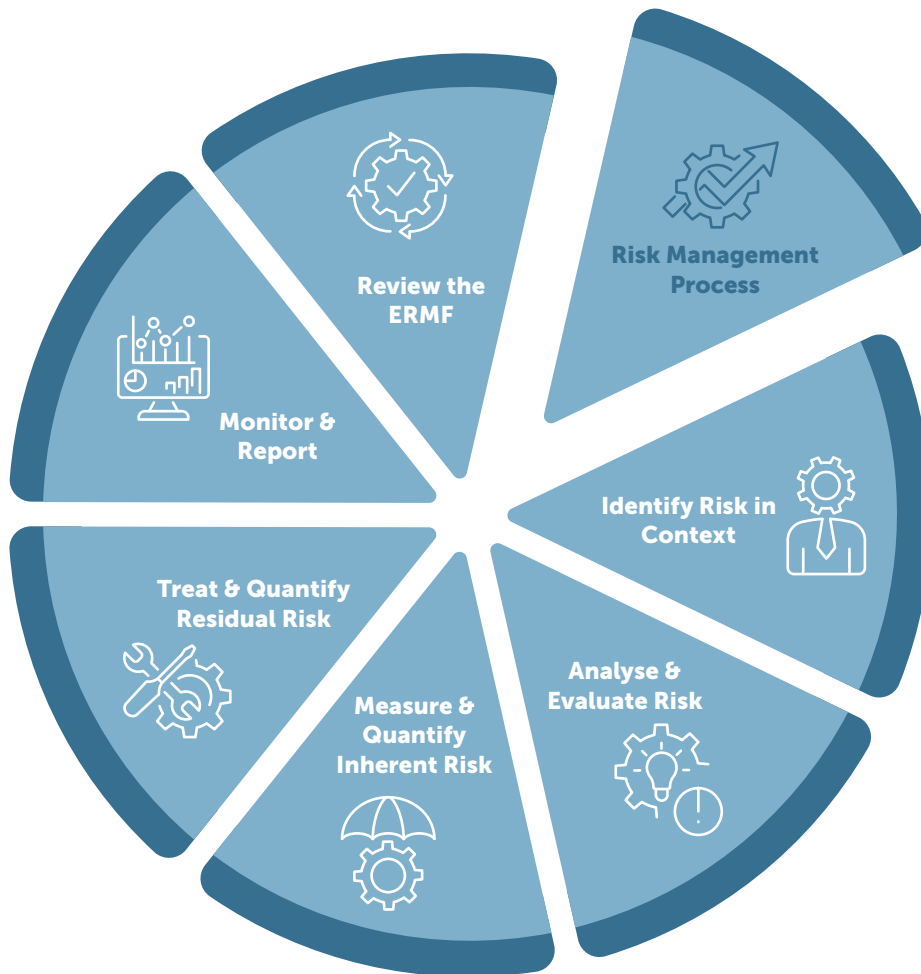 Risk Management
Process
Identify Risk in
Context
Analyse &
Evaluate Risk
Measure &
Quantify
Inherent Risk
Treat & Quantify
Residual Risk
Monitor &
Report
Review the
ERMF